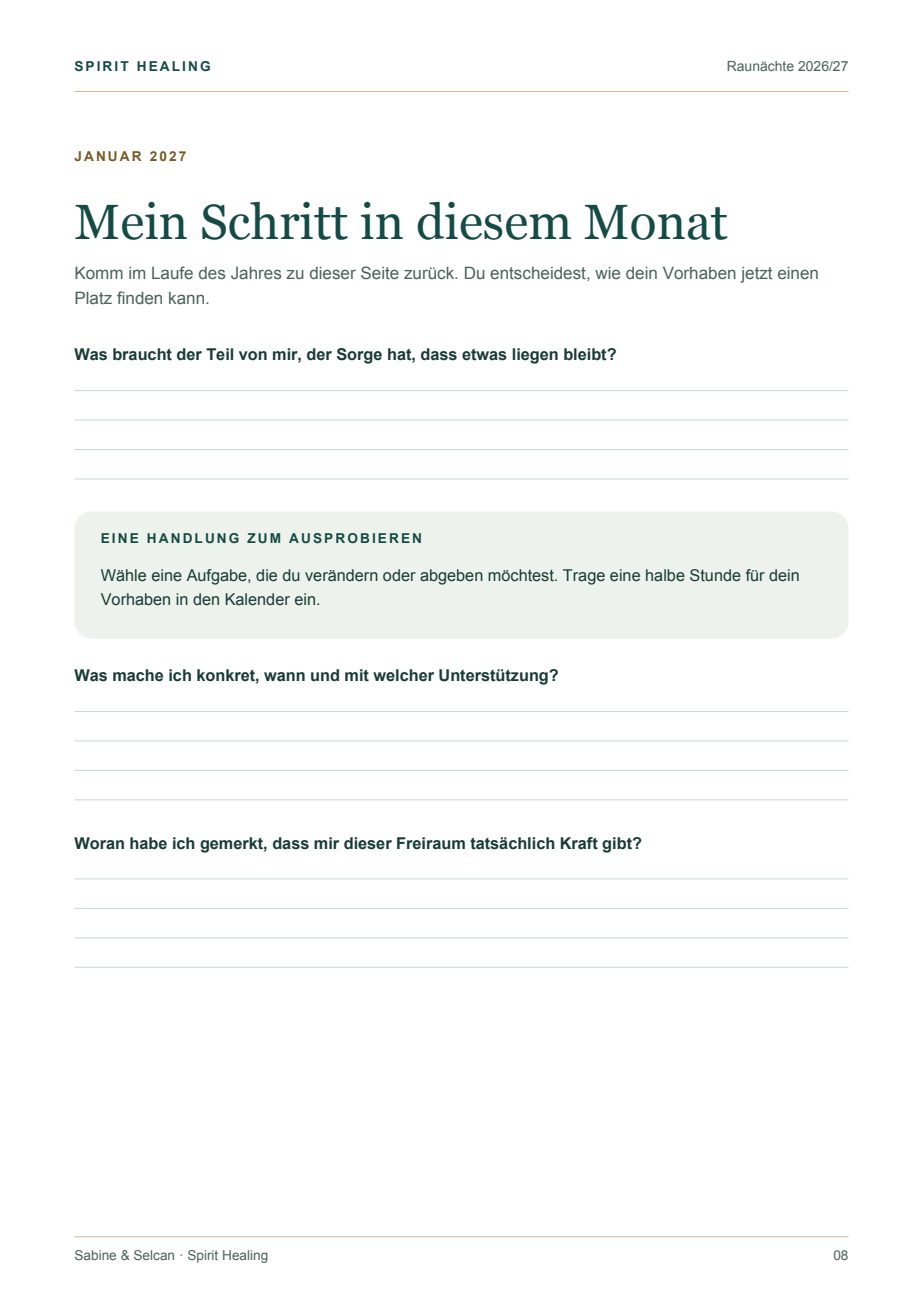 SPIRIT HEALING
Raunächte 2026/27
JANUAR 2027
Mein Schritt in diesem Monat
Komm im Laufe des Jahres zu dieser Seite zurück. Du entscheidest, wie dein Vorhaben jetzt einen
Platz finden kann.
Was braucht der Teil von mir, der Sorge hat, dass etwas liegen bleibt?
EINE HANDLUNG ZUM AUSPROBIEREN
Wähle eine Aufgabe, die du verändern oder abgeben möchtest. Trage eine halbe Stunde für dein
Vorhaben in den Kalender ein.
Was mache ich konkret, wann und mit welcher Unterstützung?
Woran habe ich gemerkt, dass mir dieser Freiraum tatsächlich Kraft gibt?
Sabine & Selcan · Spirit Healing
08